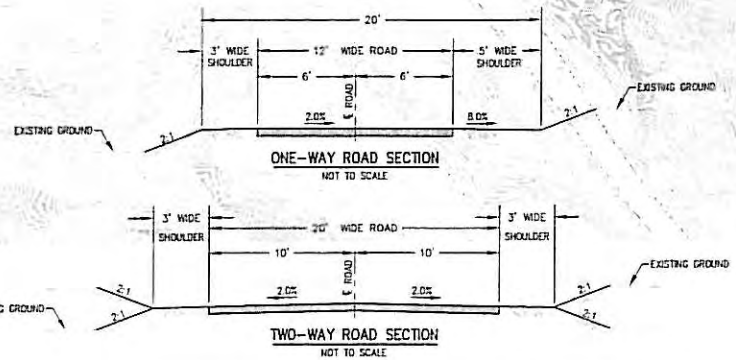 20'
3' WIDE SHOULDER
12' WIDE ROAD
5' WIDE SHOULDER
6'
6'
℄ ROAD
EXISTING GROUND
EXISTING GROUND
2:1
2:1
2.0%
8.0%
ONE-WAY ROAD SECTION
NOT TO SCALE
3' WIDE SHOULDER
20' WIDE ROAD
3' WIDE SHOULDER
10'
10'
℄ ROAD
EXISTING GROUND
2:1
2:1
2.0%
2.0%
2:1
2:1
GROUND
TWO-WAY ROAD SECTION
NOT TO SCALE